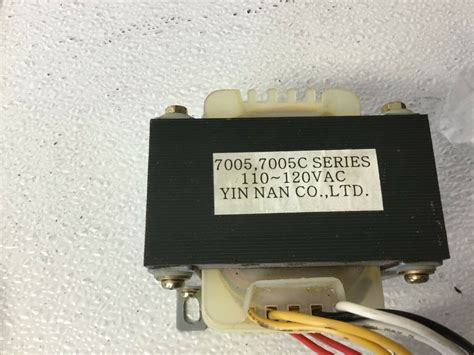 7005,7005C SERIES
110~120VAC
YIN NAN CO.,LTD.